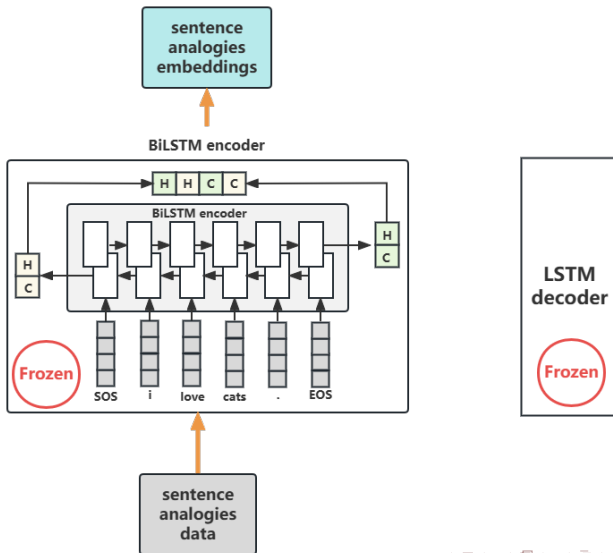 sentence
analogies
embeddings
BiLSTM encoder
H H C C
BiLSTM encoder
H
C
H
C
LSTM
decoder
Frozen
Frozen
SOS i love cats . EOS
sentence
analogies
data